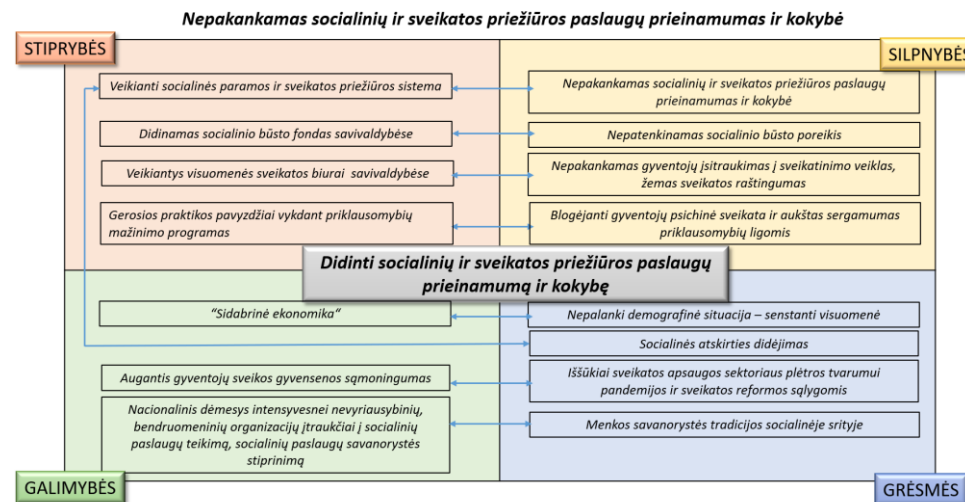 Nepakankamas socialinių ir sveikatos priežiūros paslaugų prieinamumas ir kokybė
STIPRYBĖS
SILPNYBĖS
Veikianti socialinės paramos ir sveikatos priežiūros sistema
Nepakankamas socialinių ir sveikatos priežiūros paslaugų
prieinamumas ir kokybė
Didinamas socialinio būsto fondas savivaldybėse
Nepatenkinamas socialinio būsto poreikis
Veikiantys visuomenės sveikatos biurai savivaldybėse
Nepakankamas gyventojų įsitraukimas į sveikatinimo veiklas,
žemas sveikatos raštingumas
Gerosios praktikos pavyzdžiai vykdant priklausomybių
mažinimo programas
Blogėjanti gyventojų psichinė sveikata ir aukštas sergamumas
priklausomybių ligomis
Didinti socialinių ir sveikatos priežiūros paslaugų
prieinamumą ir kokybę
"Sidabrinė ekonomika"
Nepalanki demografinė situacija – senstanti visuomenė
Socialinės atskirties didėjimas
Augantis gyventojų sveikos gyvensenos sąmoningumas
Iššūkiai sveikatos apsaugos sektoriaus plėtros tvarumui
pandemijos ir sveikatos reformos sąlygomis
Nacionalinis dėmesys intensyvesnei nevyriausybinių,
bendruomeninių organizacijų įtraukčiai į socialinių
paslaugų teikimą, socialinių paslaugų savanorystės
stiprinimą
Menkos savanorystės tradicijos socialinėje srityje
GALIMYBĖS
GRĖSMĖS